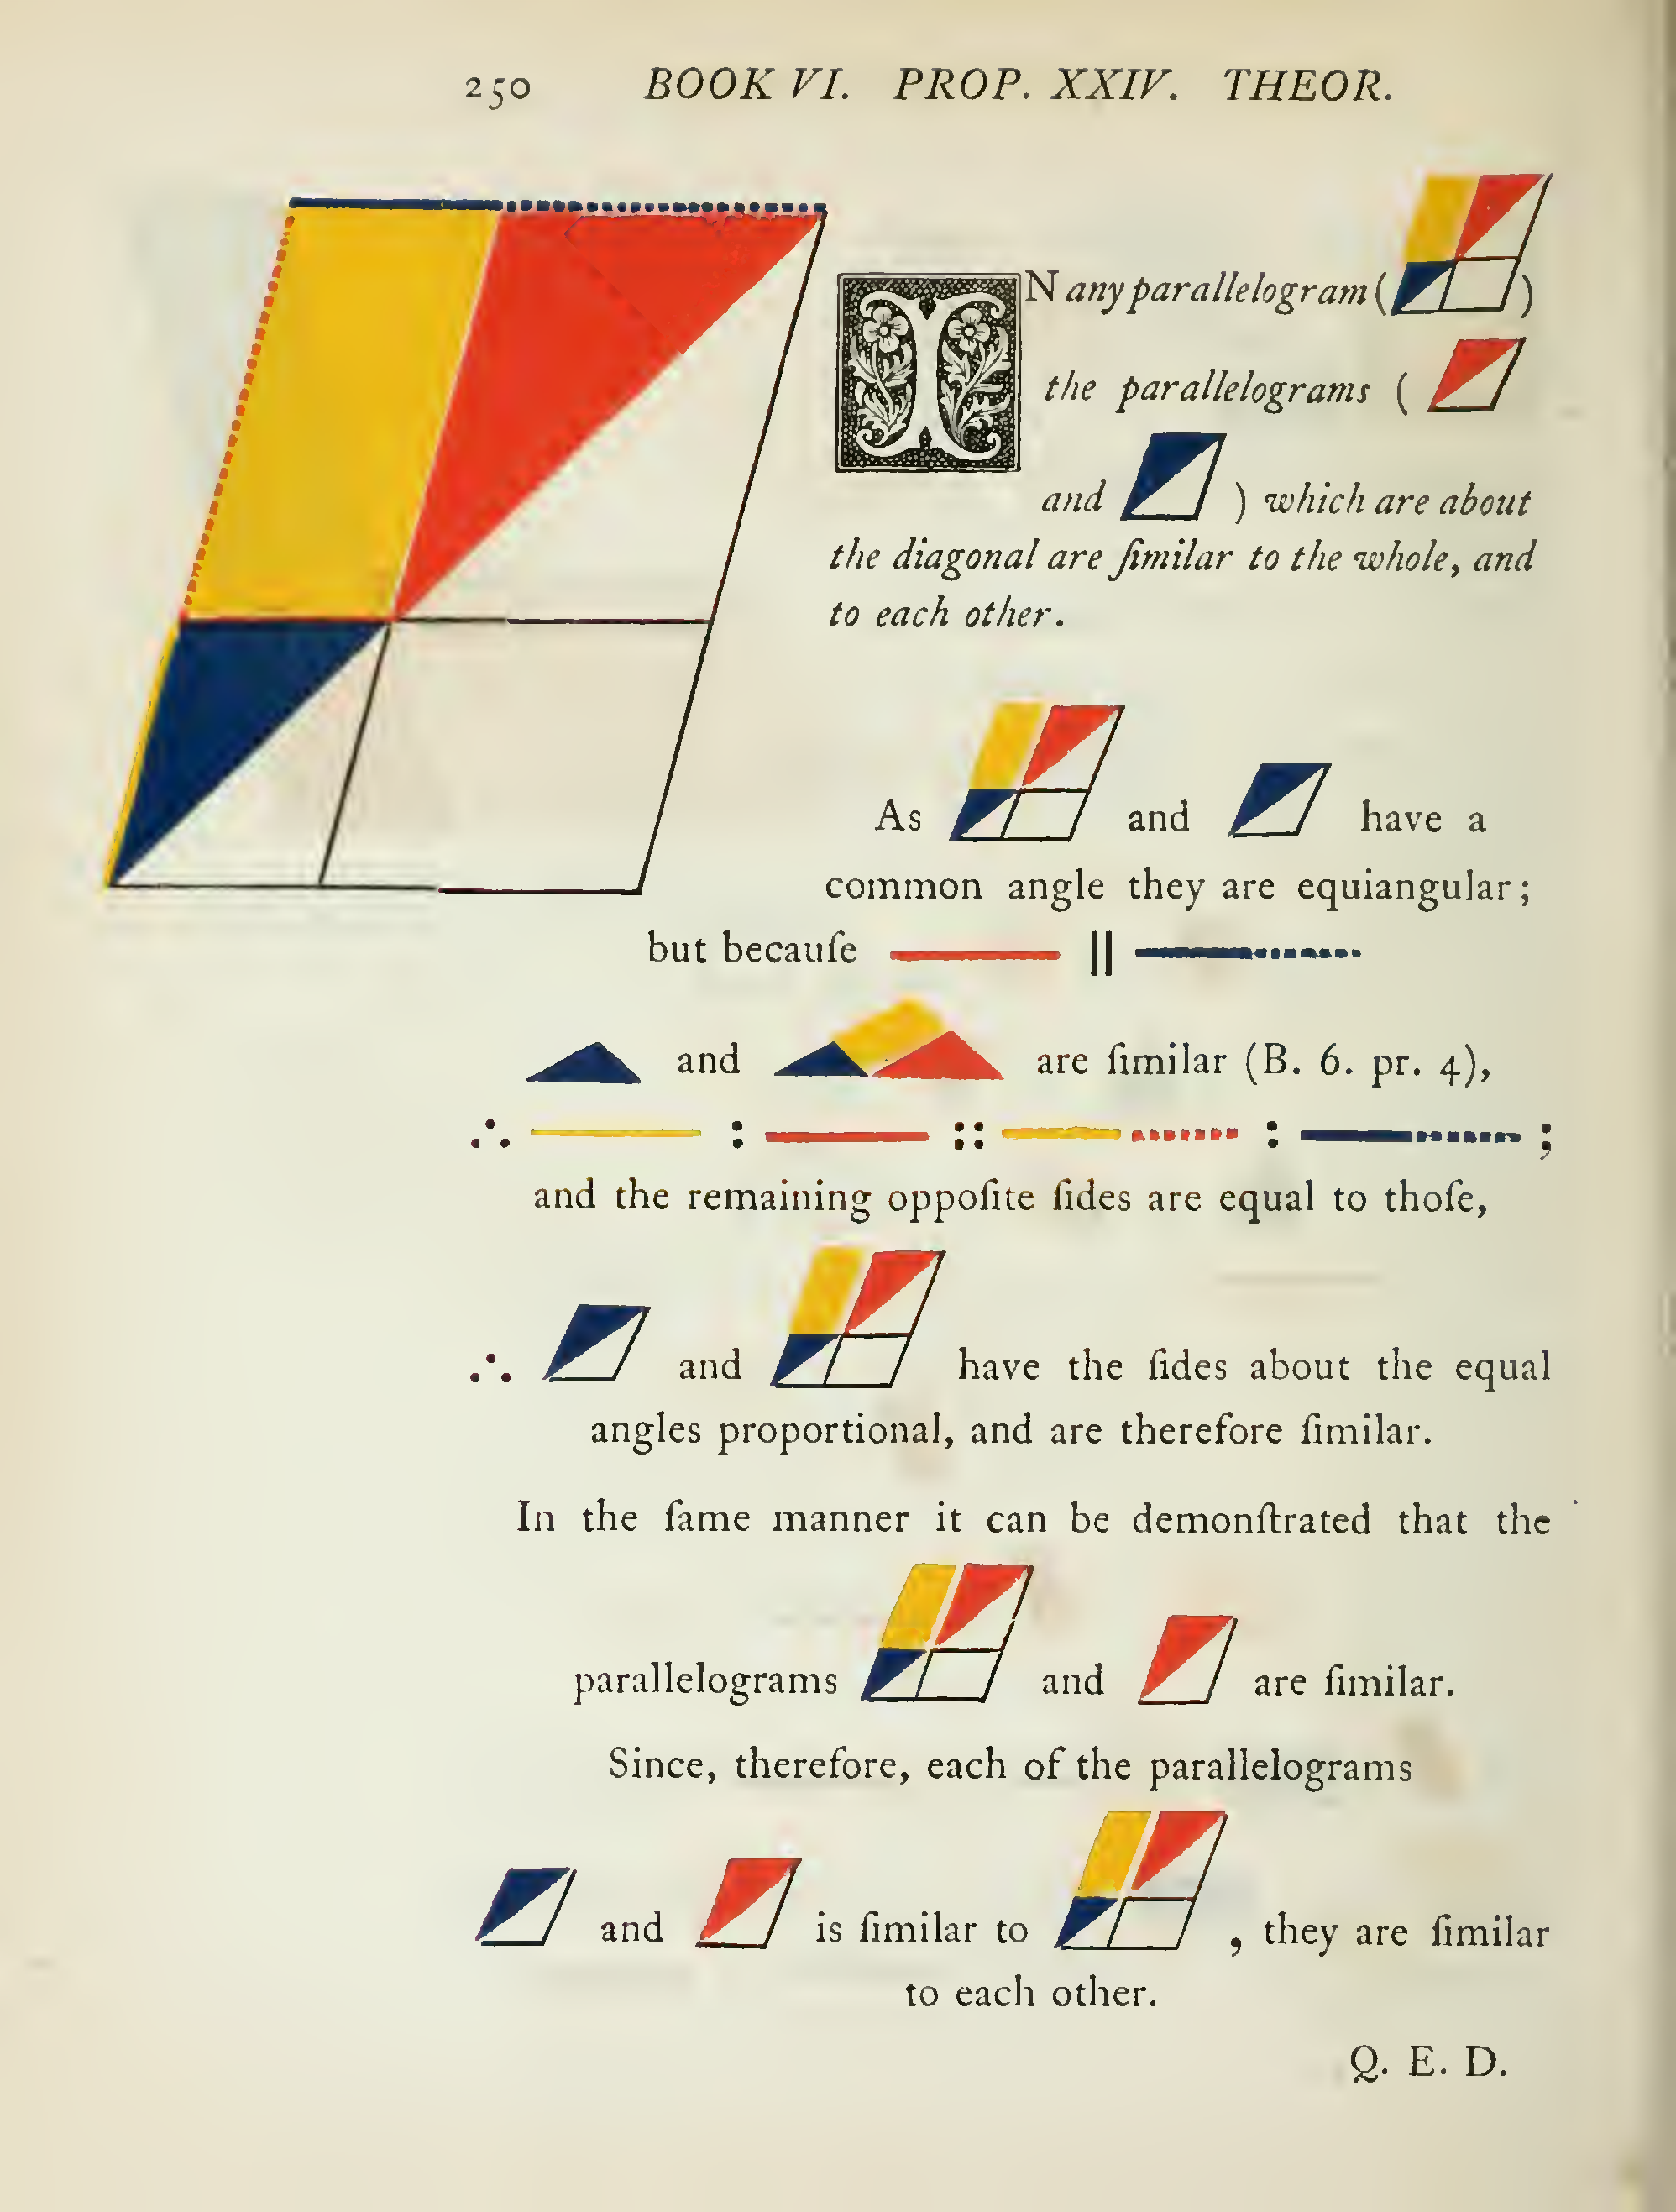 250 BOOK VI. PROP. XXIV. THEOR.
IN any parallelogram ( )
the parallelograms (
and ) which are about
the diagonal are ſimilar to the whole, and
to each other.
As and have a
common angle they are equiangular;
but becauſe ||
and are ſimilar (B. 6. pr. 4),
∴ : :: : ;
and the remaining oppoſite ſides are equal to thoſe,
∴ and have the ſides about the equal
angles proportional, and are therefore ſimilar.
In the ſame manner it can be demonſtrated that the
parallelograms and are ſimilar.
Since, therefore, each of the parallelograms
and is ſimilar to , they are ſimilar
to each other.
Q. E. D.